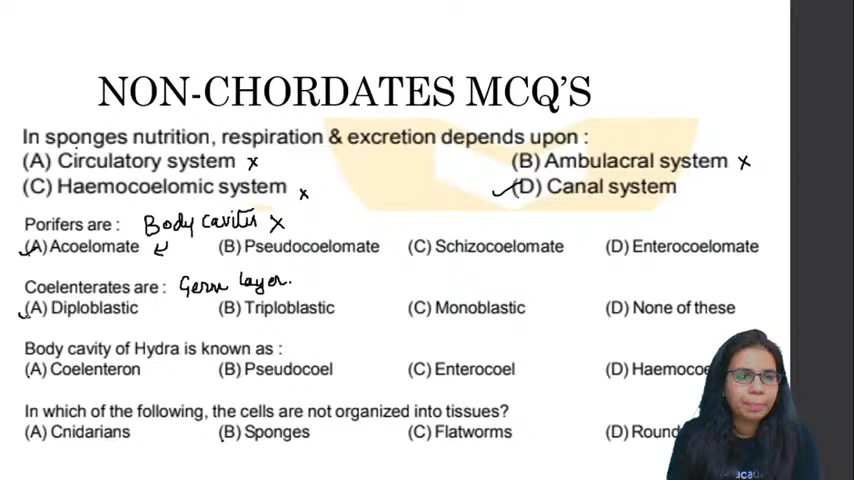 NON-CHORDATES MCQ'S
In sponges nutrition, respiration & excretion depends upon :
(A) Circulatory system x (B) Ambulacral system x
(C) Haemocoelomic system x (D) Canal system
Porifers are : Body cavities x
(A) Acoelomate (B) Pseudocoelomate (C) Schizocoelomate (D) Enterocoelomate
Coelenterates are : Germ layer.
(A) Diploblastic (B) Triploblastic (C) Monoblastic (D) None of these
Body cavity of Hydra is known as :
(A) Coelenteron (B) Pseudocoel (C) Enterocoel (D) Haemocoe
In which of the following, the cells are not organized into tissues?
(A) Cnidarians (B) Sponges (C) Flatworms (D) Round